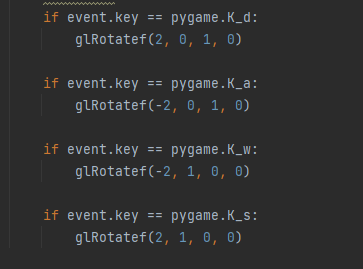 if event.key == pygame.K_d:
glRotatef(2, 0, 1, 0)
if event.key == pygame.K_a:
glRotatef(-2, 0, 1, 0)
if event.key == pygame.K_w:
glRotatef(-2, 1, 0, 0)
if event.key == pygame.K_s:
glRotatef(2, 1, 0, 0)